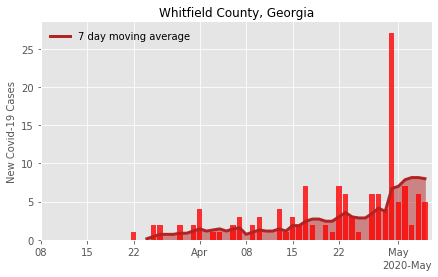 Whitfield County, Georgia
7 day moving average
New Covid-19 Cases
25
20
15
10
5
0
08 15 22 Apr 08 15 22 May
2020-May